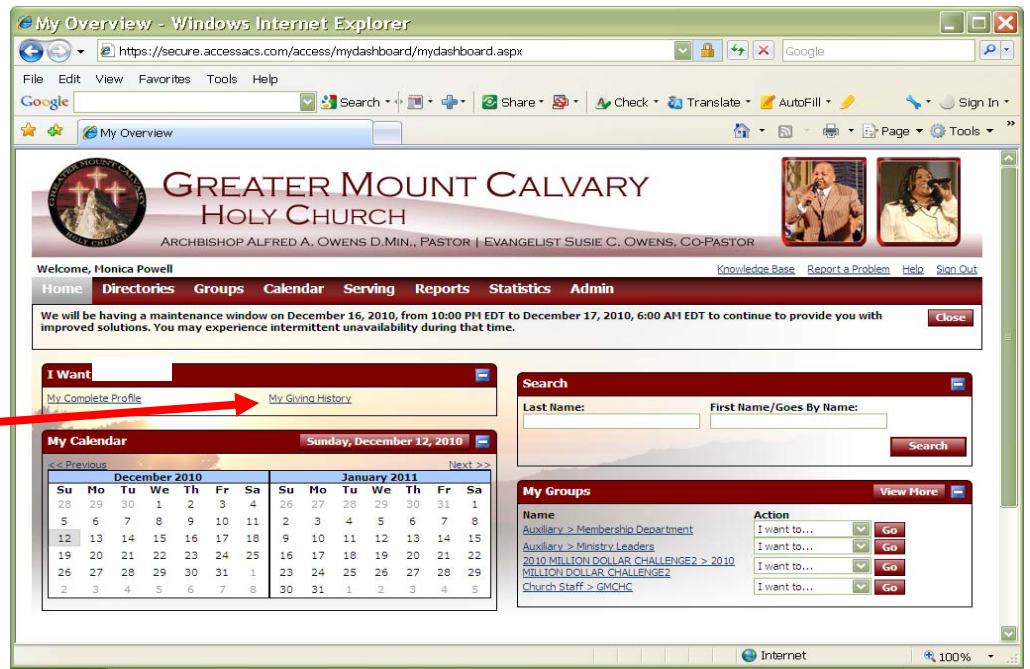 My Overview - Windows Internet Explorer
https://secure.accessacs.com/access/mydashboard/mydashboard.aspx
Google
File Edit View Favorites Tools Help
Google Search Share Check Translate AutoFill Sign In
My Overview Page Tools
GREATER MOUNT CALVARY
HOLY CHURCH
GREATER MOUNT CALVARY
HOLY CHURCH
ARCHBISHOP ALFRED A. OWENS D.MIN., PASTOR | EVANGELIST SUSIE C. OWENS, CO-PASTOR
Welcome, Monica Powell Knowledge Base Report a Problem Help Sign Out
Home Directories Groups Calendar Serving Reports Statistics Admin
We will be having a maintenance window on December 16, 2010, from 10:00 PM EDT to December 17, 2010, 6:00 AM EDT to continue to provide you with Close
improved solutions. You may experience intermittent unavailability during that time.
I Want
My Complete Profile My Giving History
My Calendar Sunday, December 12, 2010
<< Previous Next >>
December 2010 January 2011
Su Mo Tu We Th Fr Sa Su Mo Tu We Th Fr Sa
28 29 30 1 2 3 4 26 27 28 29 30 31 1
5 6 7 8 9 10 11 2 3 4 5 6 7 8
12 13 14 15 16 17 18 9 10 11 12 13 14 15
19 20 21 22 23 24 25 16 17 18 19 20 21 22
26 27 28 29 30 31 1 23 24 25 26 27 28 29
2 3 4 5 6 7 8 30 31 1 2 3 4 5
Search
Last Name: First Name/Goes By Name:
Search
My Groups View More
Name Action
Auxiliary > Membership Department I want to... Go
Auxiliary > Ministry Leaders I want to... Go
2010 MILLION DOLLAR CHALLENGE2 > 2010
MILLION DOLLAR CHALLENGE2 I want to... Go
Church Staff > GMCHC I want to... Go
Internet 100%